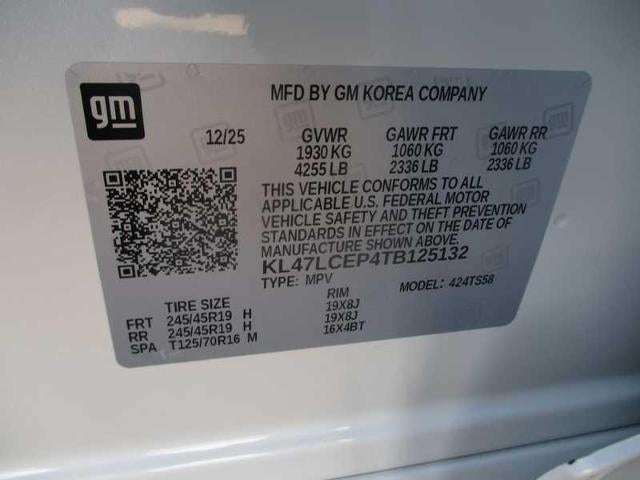 gm
MFD BY GM KOREA COMPANY
12/25 GVWR GAWR FRT GAWR RR
1930 KG 1060 KG 1060 KG
4255 LB 2336 LB 2336 LB
THIS VEHICLE CONFORMS TO ALL
APPLICABLE U.S. FEDERAL MOTOR
VEHICLE SAFETY AND THEFT PREVENTION
STANDARDS IN EFFECT ON THE DATE OF
MANUFACTURE SHOWN ABOVE.
KL47LCEP4TB125132
TYPE: MPV MODEL: 424TS58
TIRE SIZE RIM
FRT 245/45R19 H 19X8J
RR 245/45R19 H 19X8J
SPA T125/70R16 M 16X4BT